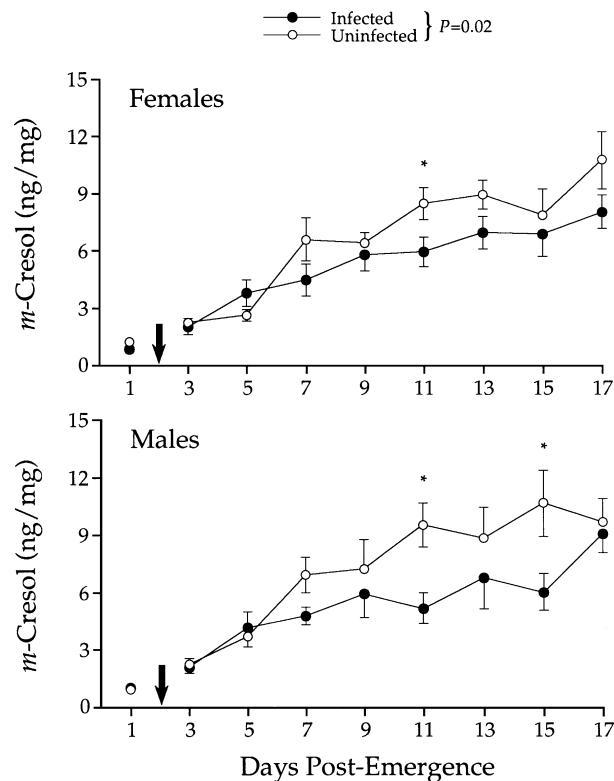 Infected
Uninfected } P=0.02
15
12
9
6
3
0
m-Cresol (ng/mg)
Females
*
1 3 5 7 9 11 13 15 17
15
12
9
6
3
0
m-Cresol (ng/mg)
Males
* *
1 3 5 7 9 11 13 15 17
Days Post-Emergence